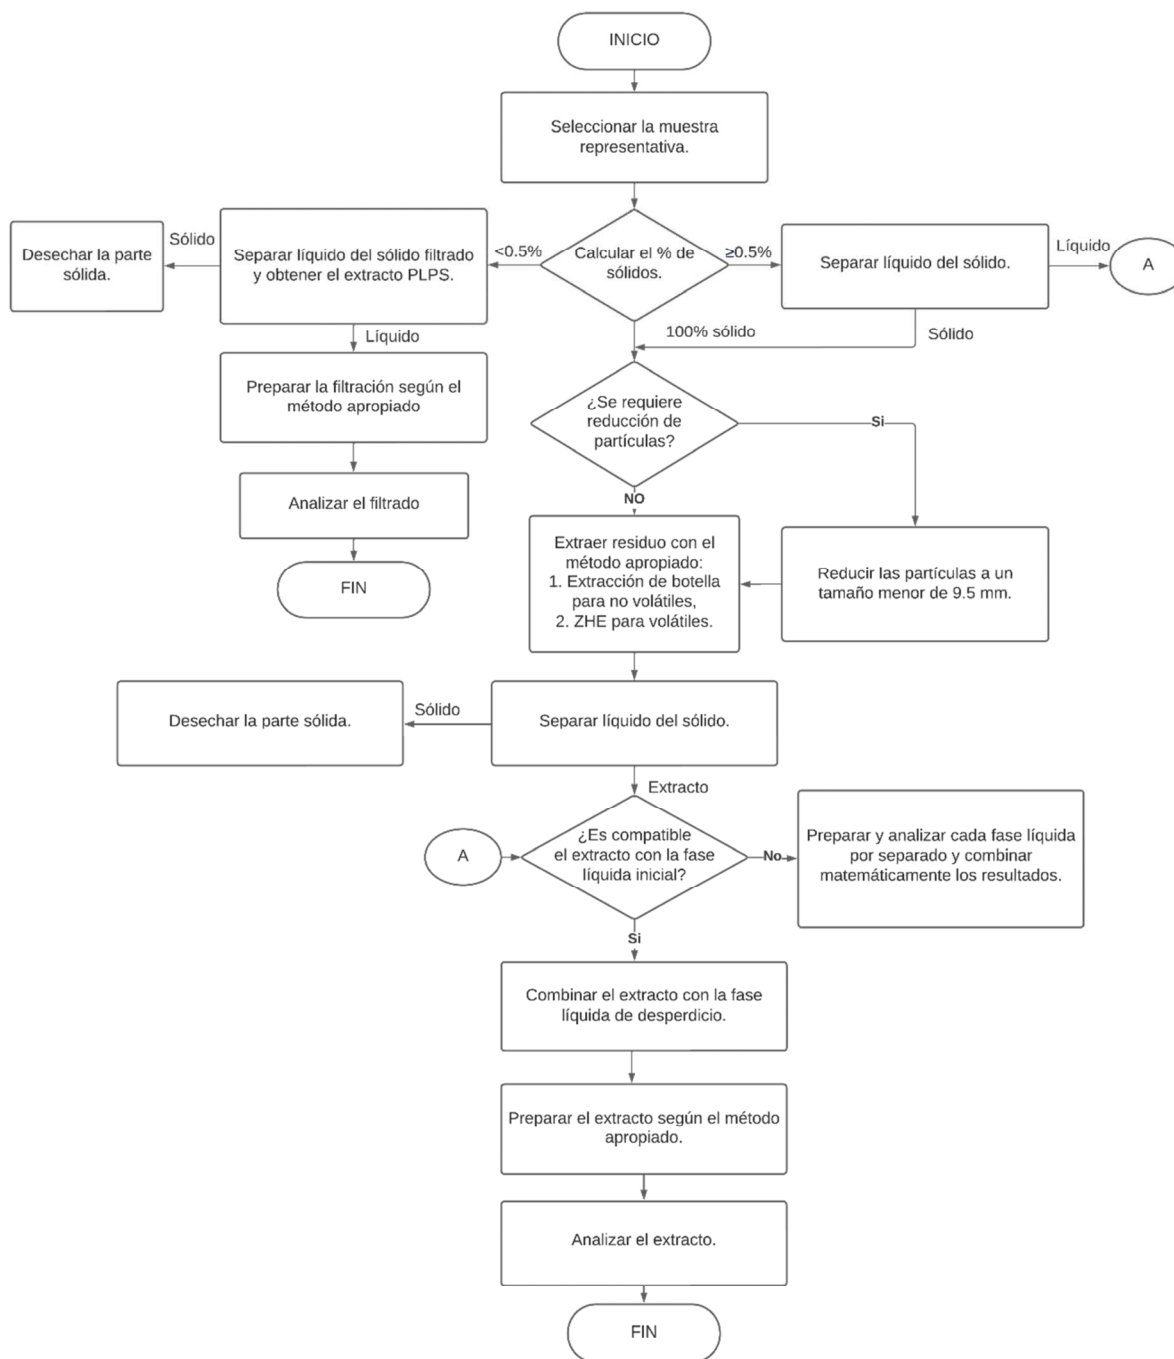 INICIO
Seleccionar la muestra
representativa.
Calcular el % de
sólidos.
<0.5%
≥0.5%
100% sólido
Separar líquido del sólido filtrado
y obtener el extracto PLPS.
Sólido
Desechar la parte
sólida.
Líquido
Preparar la filtración según el
método apropiado
Analizar el filtrado
FIN
Separar líquido del sólido.
Líquido
A
Sólido
¿Se requiere
reducción de
partículas?
Si
NO
Reducir las partículas a un
tamaño menor de 9.5 mm.
Extraer residuo con el
método apropiado:
1. Extracción de botella
para no volátiles,
2. ZHE para volátiles.
Separar líquido del sólido.
Sólido
Desechar la parte sólida.
Extracto
A
¿Es compatible
el extracto con la fase
líquida inicial?
No
Preparar y analizar cada fase líquida
por separado y combinar
matemáticamente los resultados.
Si
Combinar el extracto con la fase
líquida de desperdicio.
Preparar el extracto según el método
apropiado.
Analizar el extracto.
FIN